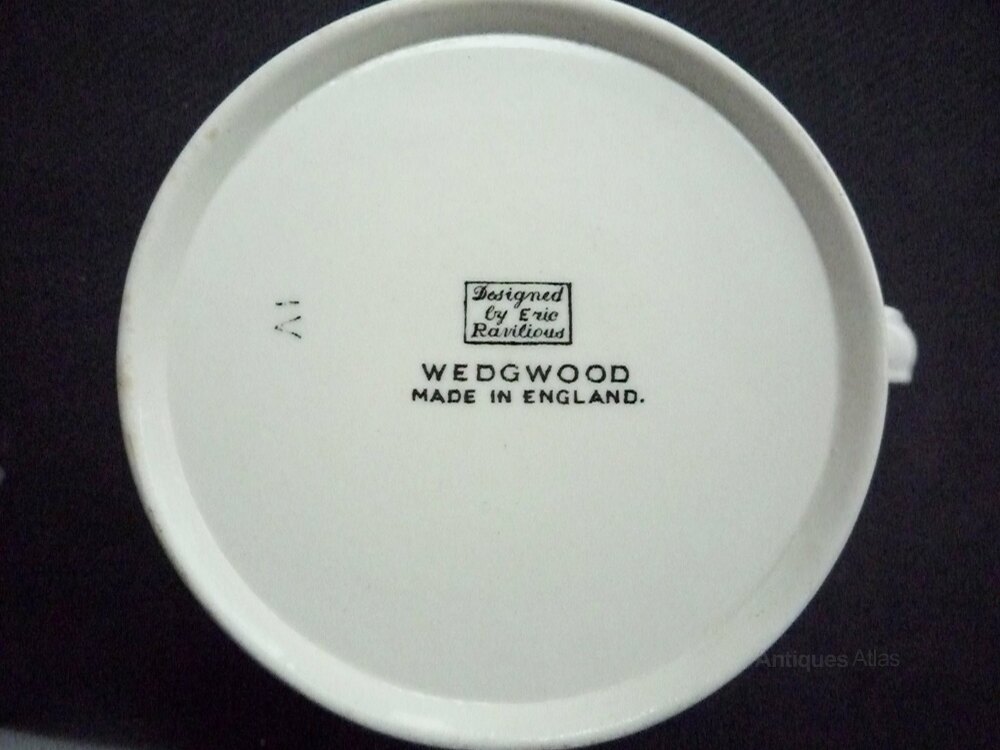 Designed
by Eric
Ravilious
WEDGWOOD
MADE IN ENGLAND.
Antiques Atlas